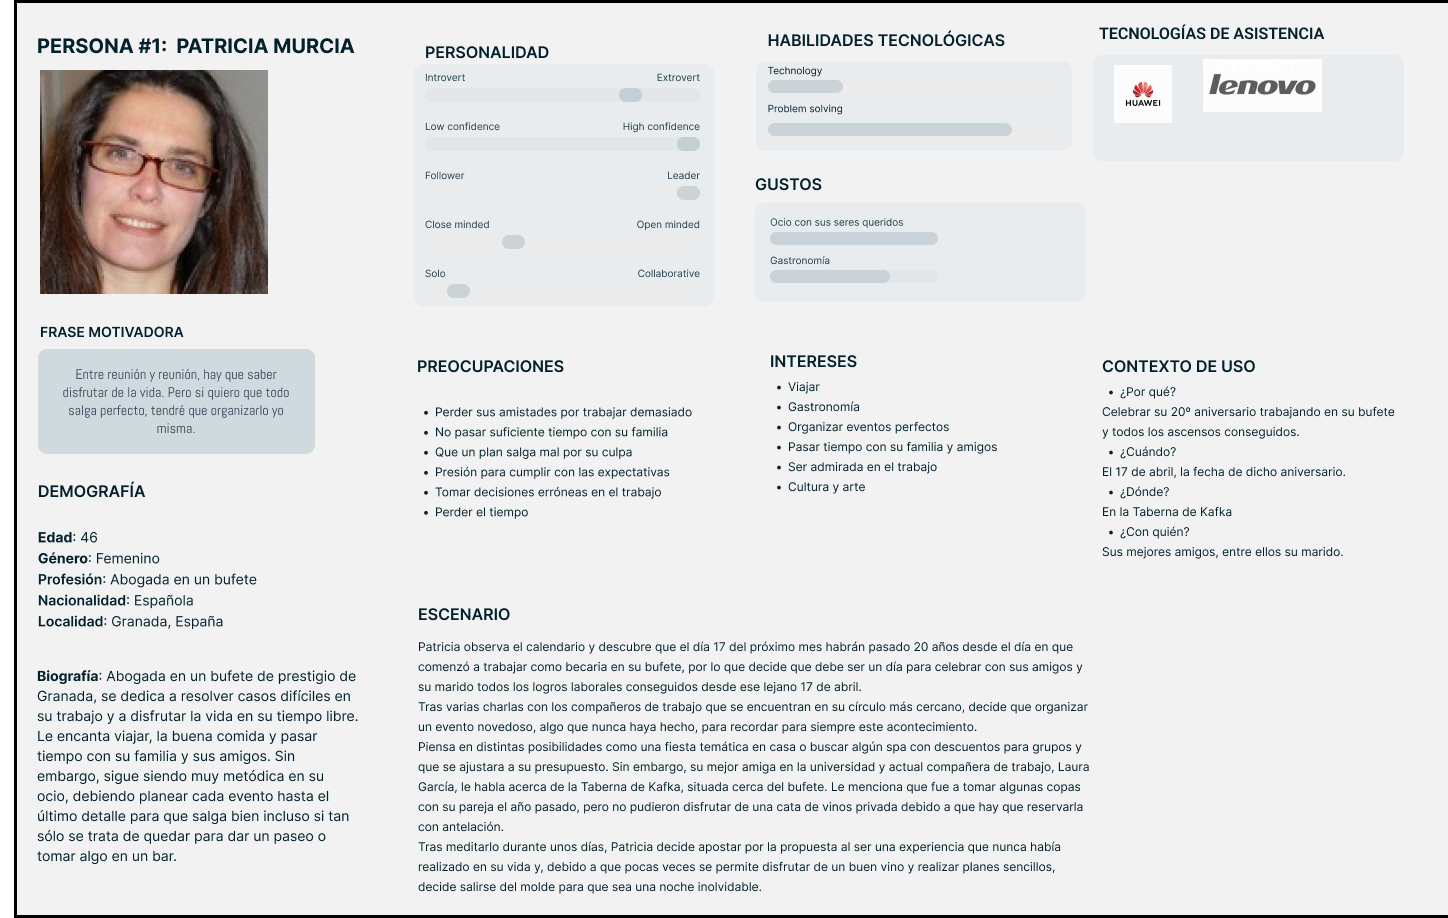 PERSONA #1:  PATRICIA MURCIA
FRASE MOTIVADORA
Entre reunión y reunión, hay que saber
disfrutar de la vida. Pero si quiero que todo
salga perfecto, tendré que organizarlo yo
misma.
DEMOGRAFÍA
Edad: 46
Género: Femenino
Profesión: Abogada en un bufete
Nacionalidad: Española
Localidad: Granada, España
Biografía: Abogada en un bufete de prestigio de
Granada, se dedica a resolver casos difíciles en
su trabajo y a disfrutar la vida en su tiempo libre.
Le encanta viajar, la buena comida y pasar
tiempo con su familia y sus amigos. Sin
embargo, sigue siendo muy metódica en su
ocio, debiendo planear cada evento hasta el
último detalle para que salga bien incluso si tan
sólo se trata de quedar para dar un paseo o
tomar algo en un bar.
PERSONALIDAD
Introvert Extrovert
Low confidence High confidence
Follower Leader
Close minded Open minded
Solo Collaborative
HABILIDADES TECNOLÓGICAS
Technology
Problem solving
GUSTOS
Ocio con sus seres queridos
Gastronomía
TECNOLOGÍAS DE ASISTENCIA
HUAWEI
lenovo
PREOCUPACIONES
• Perder sus amistades por trabajar demasiado
• No pasar suficiente tiempo con su familia
• Que un plan salga mal por su culpa
• Presión para cumplir con las expectativas
• Tomar decisiones erróneas en el trabajo
• Perder el tiempo
INTERESES
• Viajar
• Gastronomía
• Organizar eventos perfectos
• Pasar tiempo con su familia y amigos
• Ser admirada en el trabajo
• Cultura y arte
CONTEXTO DE USO
• ¿Por qué?
Celebrar su 20º aniversario trabajando en su bufete
y todos los ascensos conseguidos.
• ¿Cuándo?
El 17 de abril, la fecha de dicho aniversario.
• ¿Dónde?
En la Taberna de Kafka
• ¿Con quién?
Sus mejores amigos, entre ellos su marido.
ESCENARIO
Patricia observa el calendario y descubre que el día 17 del próximo mes habrán pasado 20 años desde el día en que
comenzó a trabajar como becaria en su bufete, por lo que decide que debe ser un día para celebrar con sus amigos y
su marido todos los logros laborales conseguidos desde ese lejano 17 de abril.
Tras varias charlas con los compañeros de trabajo que se encuentran en su círculo más cercano, decide que organizar
un evento novedoso, algo que nunca haya hecho, para recordar para siempre este acontecimiento.
Piensa en distintas posibilidades como una fiesta temática en casa o buscar algún spa con descuentos para grupos y
que se ajustara a su presupuesto. Sin embargo, su mejor amiga en la universidad y actual compañera de trabajo, Laura
García, le habla acerca de la Taberna de Kafka, situada cerca del bufete. Le menciona que fue a tomar algunas copas
con su pareja el año pasado, pero no pudieron disfrutar de una cata de vinos privada debido a que hay que reservarla
con antelación.
Tras meditarlo durante unos días, Patricia decide apostar por la propuesta al ser una experiencia que nunca había
realizado en su vida y, debido a que pocas veces se permite disfrutar de un buen vino y realizar planes sencillos,
decide salirse del molde para que sea una noche inolvidable.